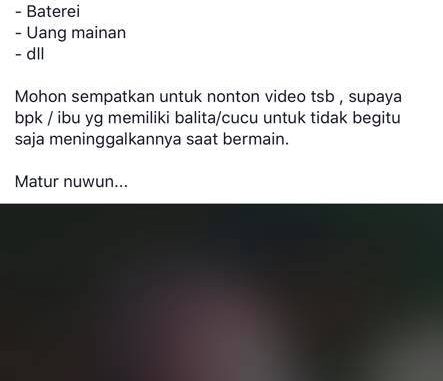 - Baterei
- Uang mainan
- dll
Mohon sempatkan untuk nonton video tsb , supaya
bpk / ibu yg memiliki balita/cucu untuk tidak begitu
saja meninggalkannya saat bermain.
Matur nuwun...